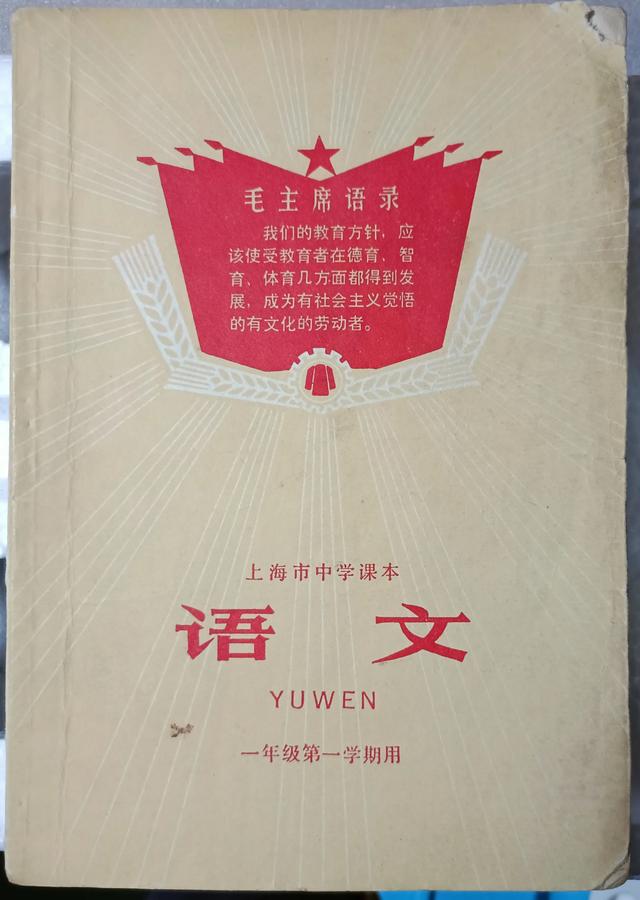 毛主席语录
我们的教育方针，应
该使受教育者在德育、智
育、体育几方面都得到发
展，成为有社会主义觉悟
的有文化的劳动者。
上海市中学课本
语文
YUWEN
一年级第一学期用